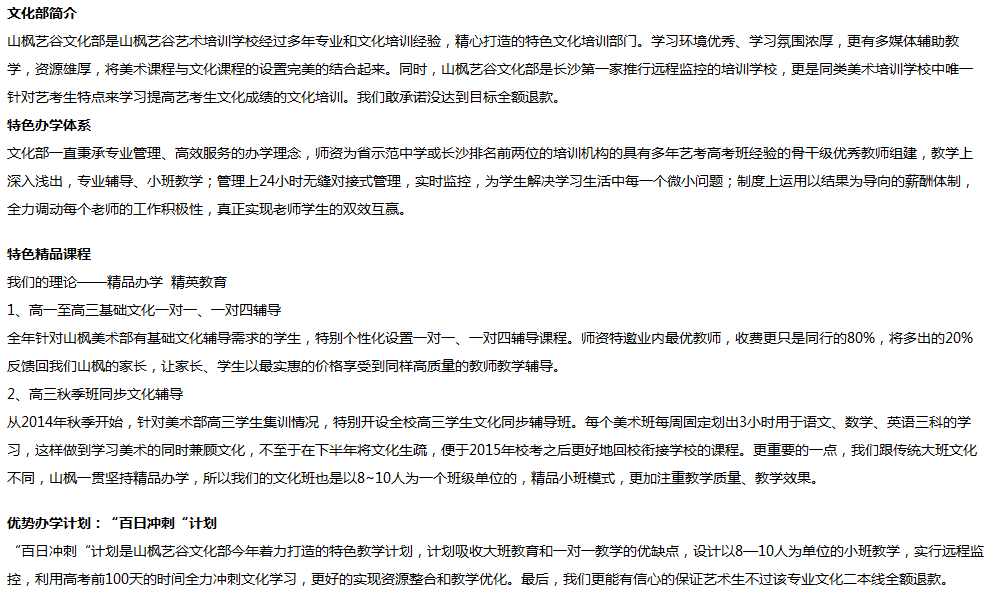 文化部简介
山枫艺谷文化部是山枫艺谷艺术培训学校经过多年专业和文化培训经验，精心打造的特色文化培训部门。学习环境优秀、学习氛围浓厚，更有多媒体辅助教
学，资源雄厚，将美术课程与文化课程的设置完美的结合起来。同时，山枫艺谷文化部是长沙第一家推行远程监控的培训学校，更是同类美术培训学校中唯一
针对艺考生特点来学习提高艺考生文化成绩的文化培训。我们敢承诺没达到目标全额退款。
特色办学体系
文化部一直秉承专业管理、高效服务的办学理念，师资为省示范中学或长沙排名前两位的培训机构的具有多年艺考高考班经验的骨干级优秀教师组建，教学上
深入浅出，专业辅导、小班教学；管理上24小时无缝对接式管理，实时监控，为学生解决学习生活中每一个微小问题；制度上运用以结果为导向的薪酬体制，
全力调动每个老师的工作积极性，真正实现老师学生的双效互赢。
特色精品课程
我们的理论——精品办学 精英教育
1、高一至高三基础文化一对一、一对四辅导
全年针对山枫美术部有基础文化辅导需求的学生，特别个性化设置一对一、一对四辅导课程。师资特邀业内最优教师，收费更只是同行的80%，将多出的20%
反馈回我们山枫的家长，让家长、学生以最实惠的价格享受到同样高质量的教师教学辅导。
2、高三秋季班同步文化辅导
从2014年秋季开始，针对美术部高三学生集训情况，特别开设全校高三学生文化同步辅导班。每个美术班每周固定划出3小时用于语文、数学、英语三科的学
习，这样做到学习美术的同时兼顾文化，不至于在下半年将文化生疏，便于2015年校考之后更好地回校衔接学校的课程。更重要的一点，我们跟传统大班文化
不同，山枫一贯坚持精品办学，所以我们的文化班也是以8~10人为一个班级单位的，精品小班模式，更加注重教学质量、教学效果。
优势办学计划：“百日冲刺“计划
“百日冲刺“计划是山枫艺谷文化部今年着力打造的特色教学计划，计划吸收大班教育和一对一教学的优缺点，设计以8—10人为单位的小班教学，实行远程监
控，利用高考前100天的时间全力冲刺文化学习，更好的实现资源整合和教学优化。最后，我们更能有信心的保证艺术生不过该专业文化二本线全额退款。